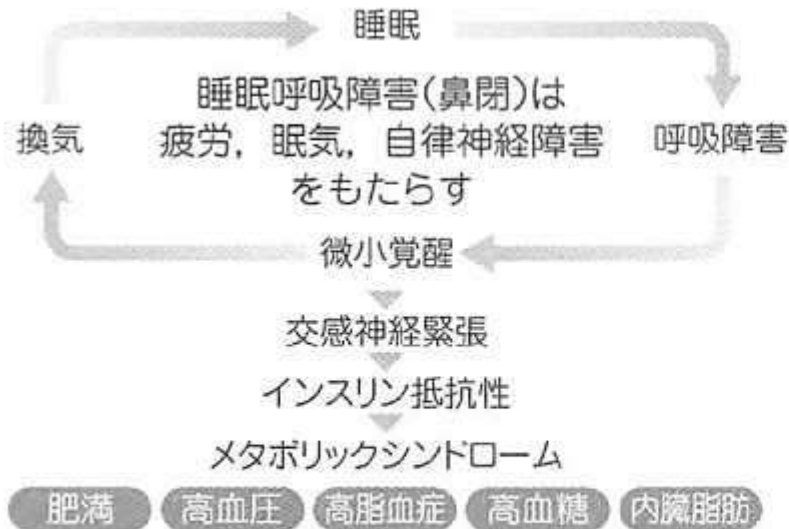 睡眠
睡眠呼吸障害(鼻閉)は
換気
疲労，眠気，自律神経障害
呼吸障害
をもたらす
微小覚醒
交感神経緊張
インスリン抵抗性
メタボリックシンドローム
肥満 高血圧 高脂血症 高血糖 内臓脂肪